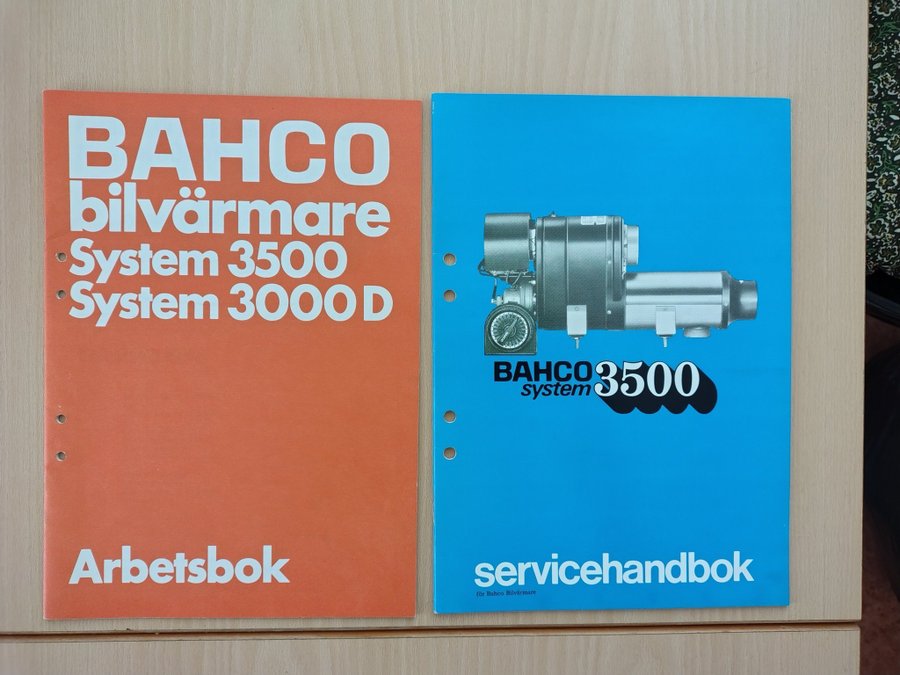 BAHCO
bilvärmare
System 3500
System 3000 D
Arbetsbok
BAHCO
system 3500
servicehandbok
för Bahco Bilvärmare